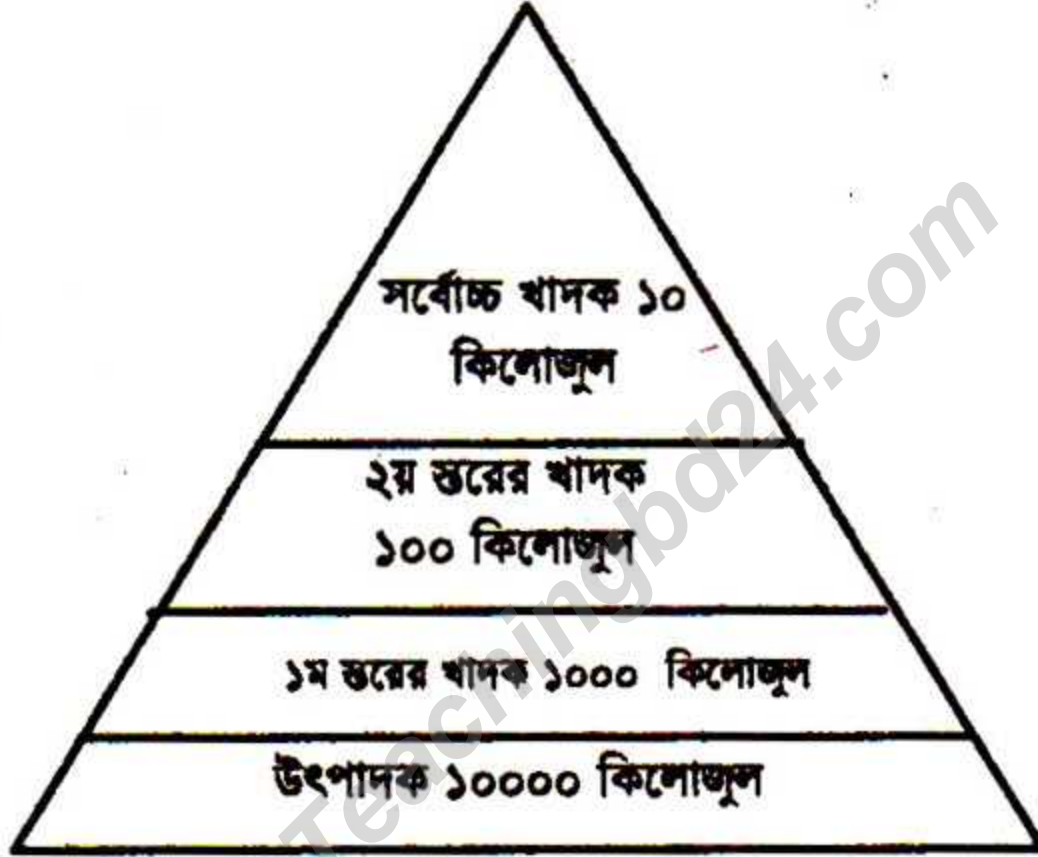 সর্বোচ্চ খাদক ১০
কিলোজুল
২য় স্তরের খাদক
১০০ কিলোজুল
১ম স্তরের খাদক ১০০০ কিলোজুল
উৎপাদক ১০০০০ কিলোজুল
Teachingbd24.com